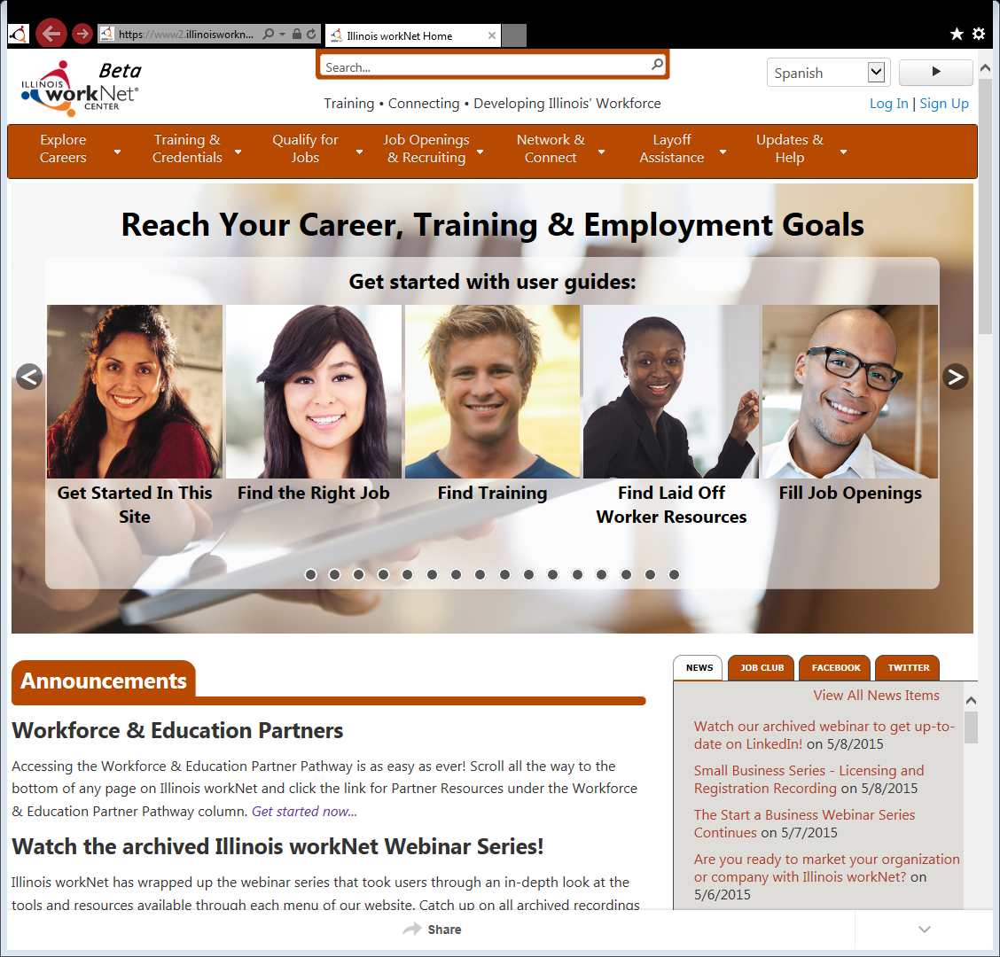 https://www2.illinoisworkn...
Illinois workNet Home
ILLINOIS
workNet®
CENTER
Beta
Search...
Spanish
Training • Connecting • Developing Illinois' Workforce
Log In | Sign Up
Explore
Careers
Training &
Credentials
Qualify for
Jobs
Job Openings
& Recruiting
Network &
Connect
Layoff
Assistance
Updates &
Help
Reach Your Career, Training & Employment Goals
Get started with user guides:
<
>
Get Started In This
Site
Find the Right Job
Find Training
Find Laid Off
Worker Resources
Fill Job Openings
Announcements
Workforce & Education Partners
Accessing the Workforce & Education Partner Pathway is as easy as ever! Scroll all the way to the
bottom of any page on Illinois workNet and click the link for Partner Resources under the Workforce
& Education Partner Pathway column. Get started now...
Watch the archived Illinois workNet Webinar Series!
Illinois workNet has wrapped up the webinar series that took users through an in-depth look at the
tools and resources available through each menu of our website. Catch up on all archived recordings
NEWS
JOB CLUB
FACEBOOK
TWITTER
View All News Items
Watch our archived webinar to get up-to-
date on LinkedIn! on 5/8/2015
Small Business Series - Licensing and
Registration Recording on 5/8/2015
The Start a Business Webinar Series
Continues on 5/7/2015
Are you ready to market your organization
or company with Illinois workNet? on
5/6/2015
Share